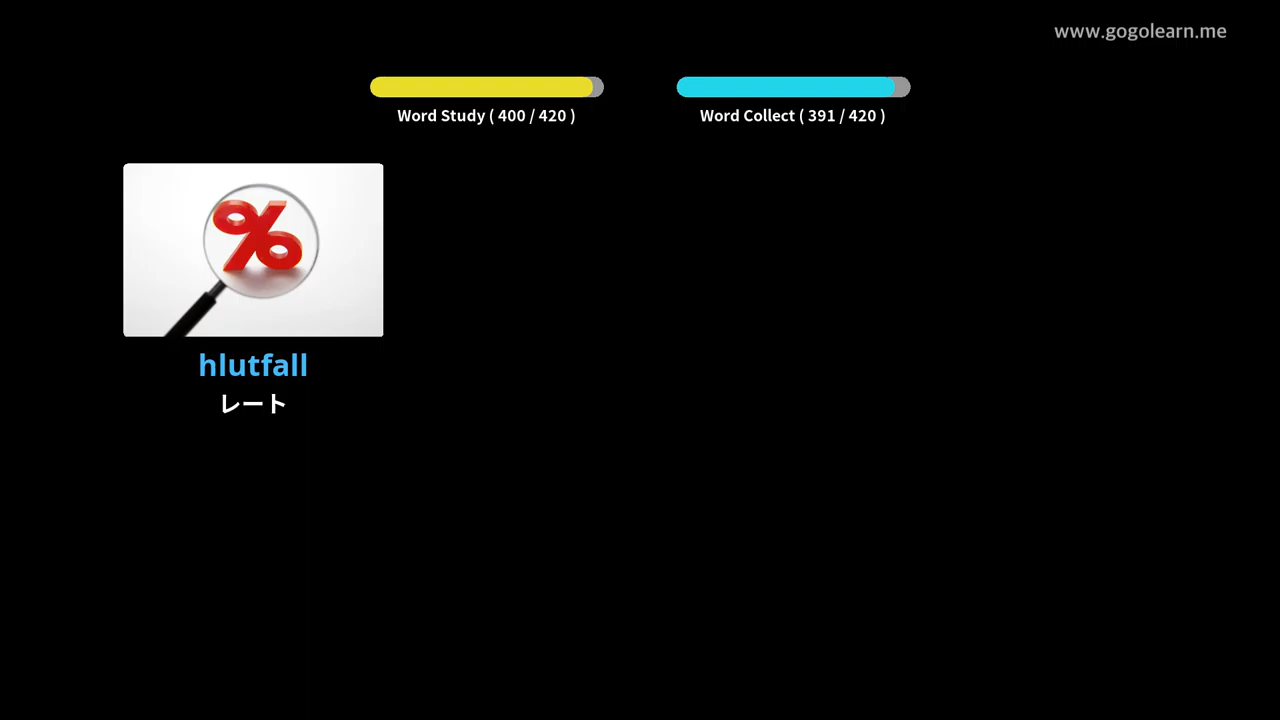 www.gogolearn.me
Word Study ( 400 / 420 )
Word Collect ( 391 / 420 )
%
hlutfall
レート